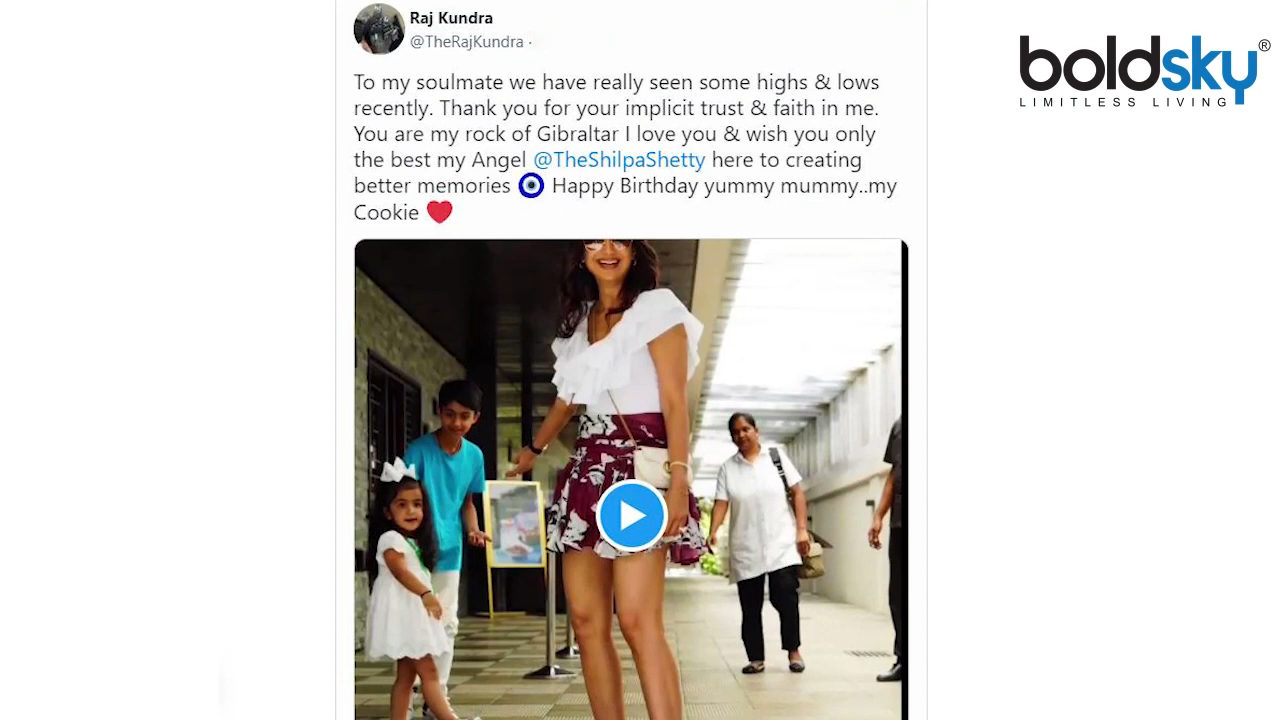 Raj Kundra
@TheRajKundra ·
To my soulmate we have really seen some highs & lows
recently. Thank you for your implicit trust & faith in me.
You are my rock of Gibraltar I love you & wish you only
the best my Angel @TheShilpaShetty here to creating
better memories 🧿 Happy Birthday yummy mummy..my
Cookie ❤️
boldsky®
LIMITLESS LIVING